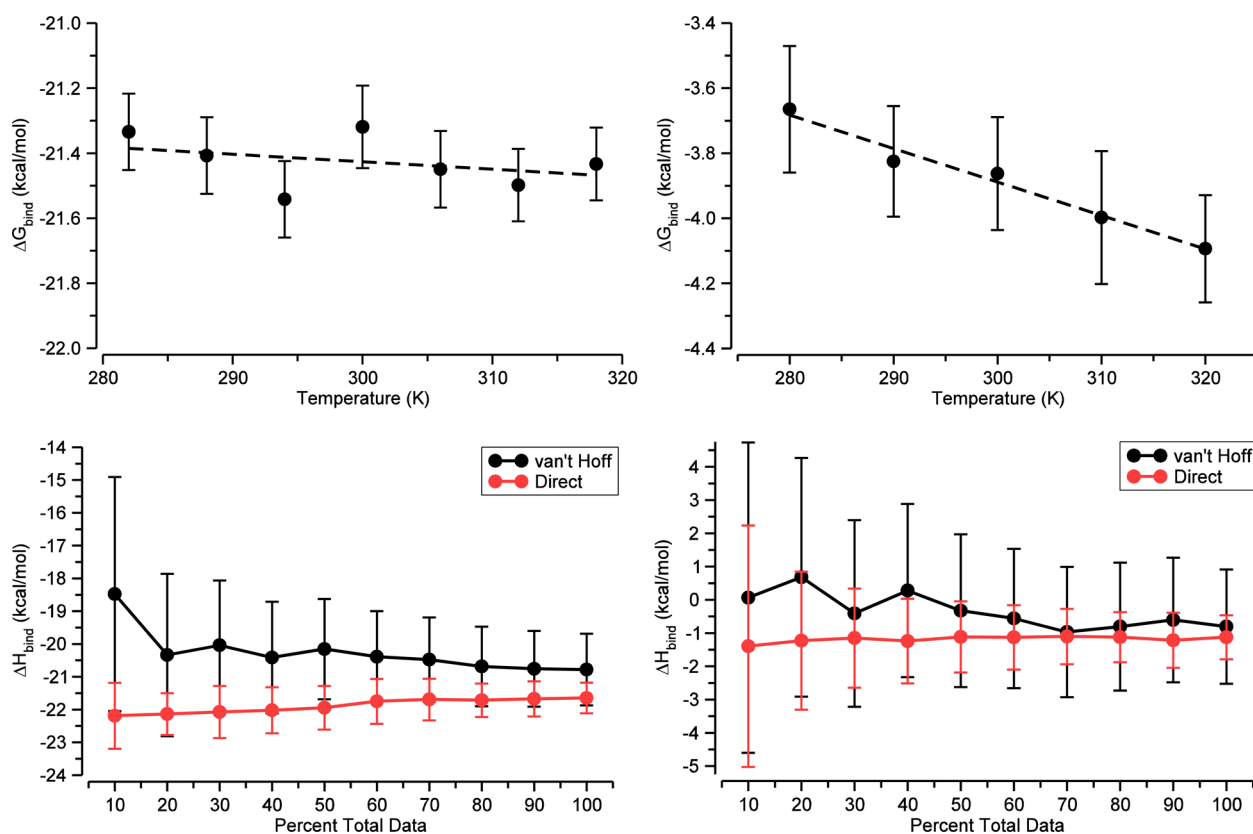 -21.0
-21.2
-21.4
-21.6
-21.8
-22.0
ΔG_bind (kcal/mol)
280 290 300 310 320
Temperature (K)
-3.4
-3.6
-3.8
-4.0
-4.2
-4.4
ΔG_bind (kcal/mol)
280 290 300 310 320
Temperature (K)
-14
-15
-16
-17
-18
-19
-20
-21
-22
-23
-24
ΔH_bind (kcal/mol)
van't Hoff
Direct
10 20 30 40 50 60 70 80 90 100
Percent Total Data
4
3
2
1
0
-1
-2
-3
-4
-5
ΔH_bind (kcal/mol)
van't Hoff
Direct
10 20 30 40 50 60 70 80 90 100
Percent Total Data